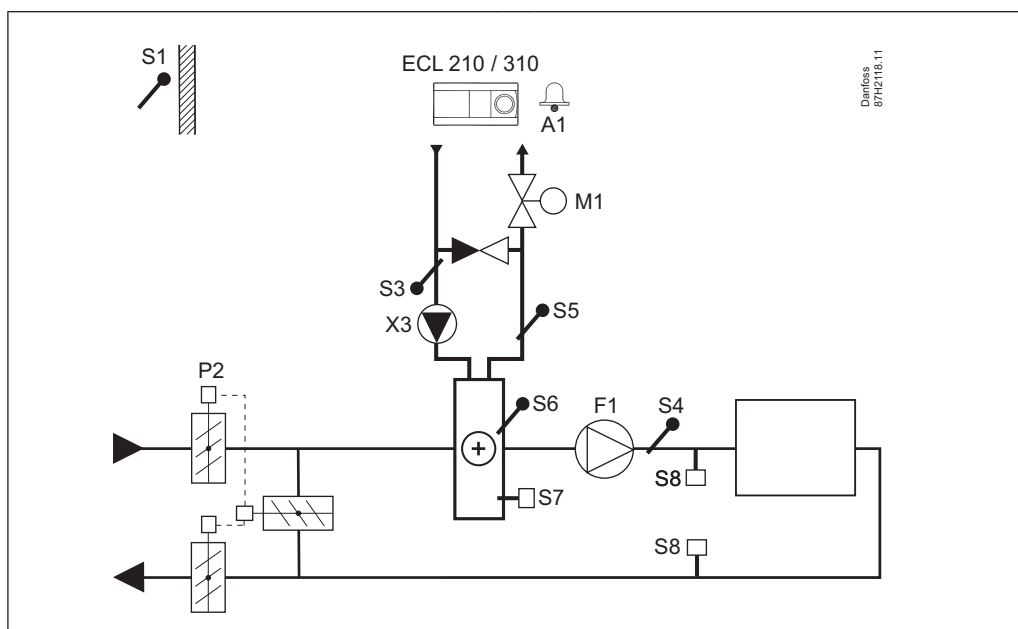 S1
ECL 210 / 310
A1
Danfoss
87H2118.11
M1
S3
S5
X3
P2
S6
F1
S4
S8
S7
S8